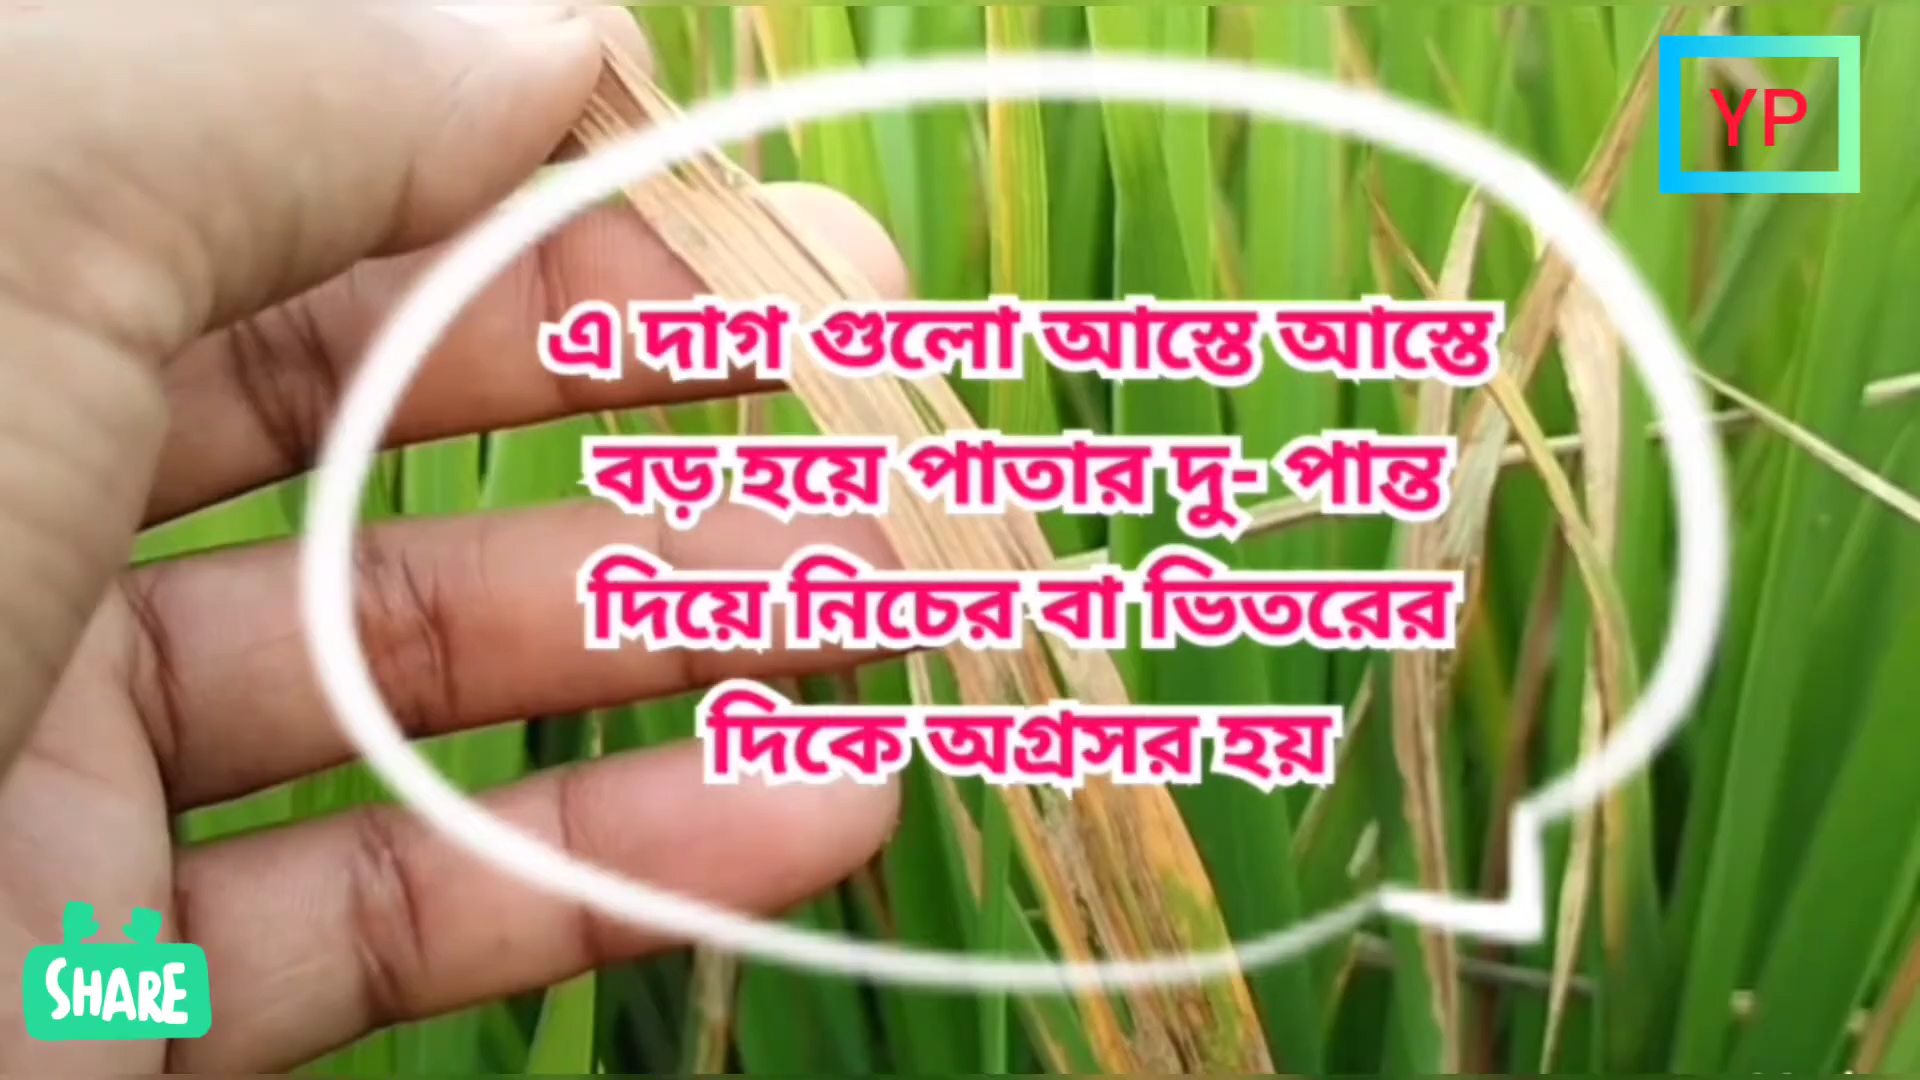 YP
এ দাগ গুলো আস্তে আস্তে
বড় হয়ে পাতার দু- পান্ত
দিয়ে নিচের বা ভিতরের
দিকে অগ্রসর হয়
SHARE